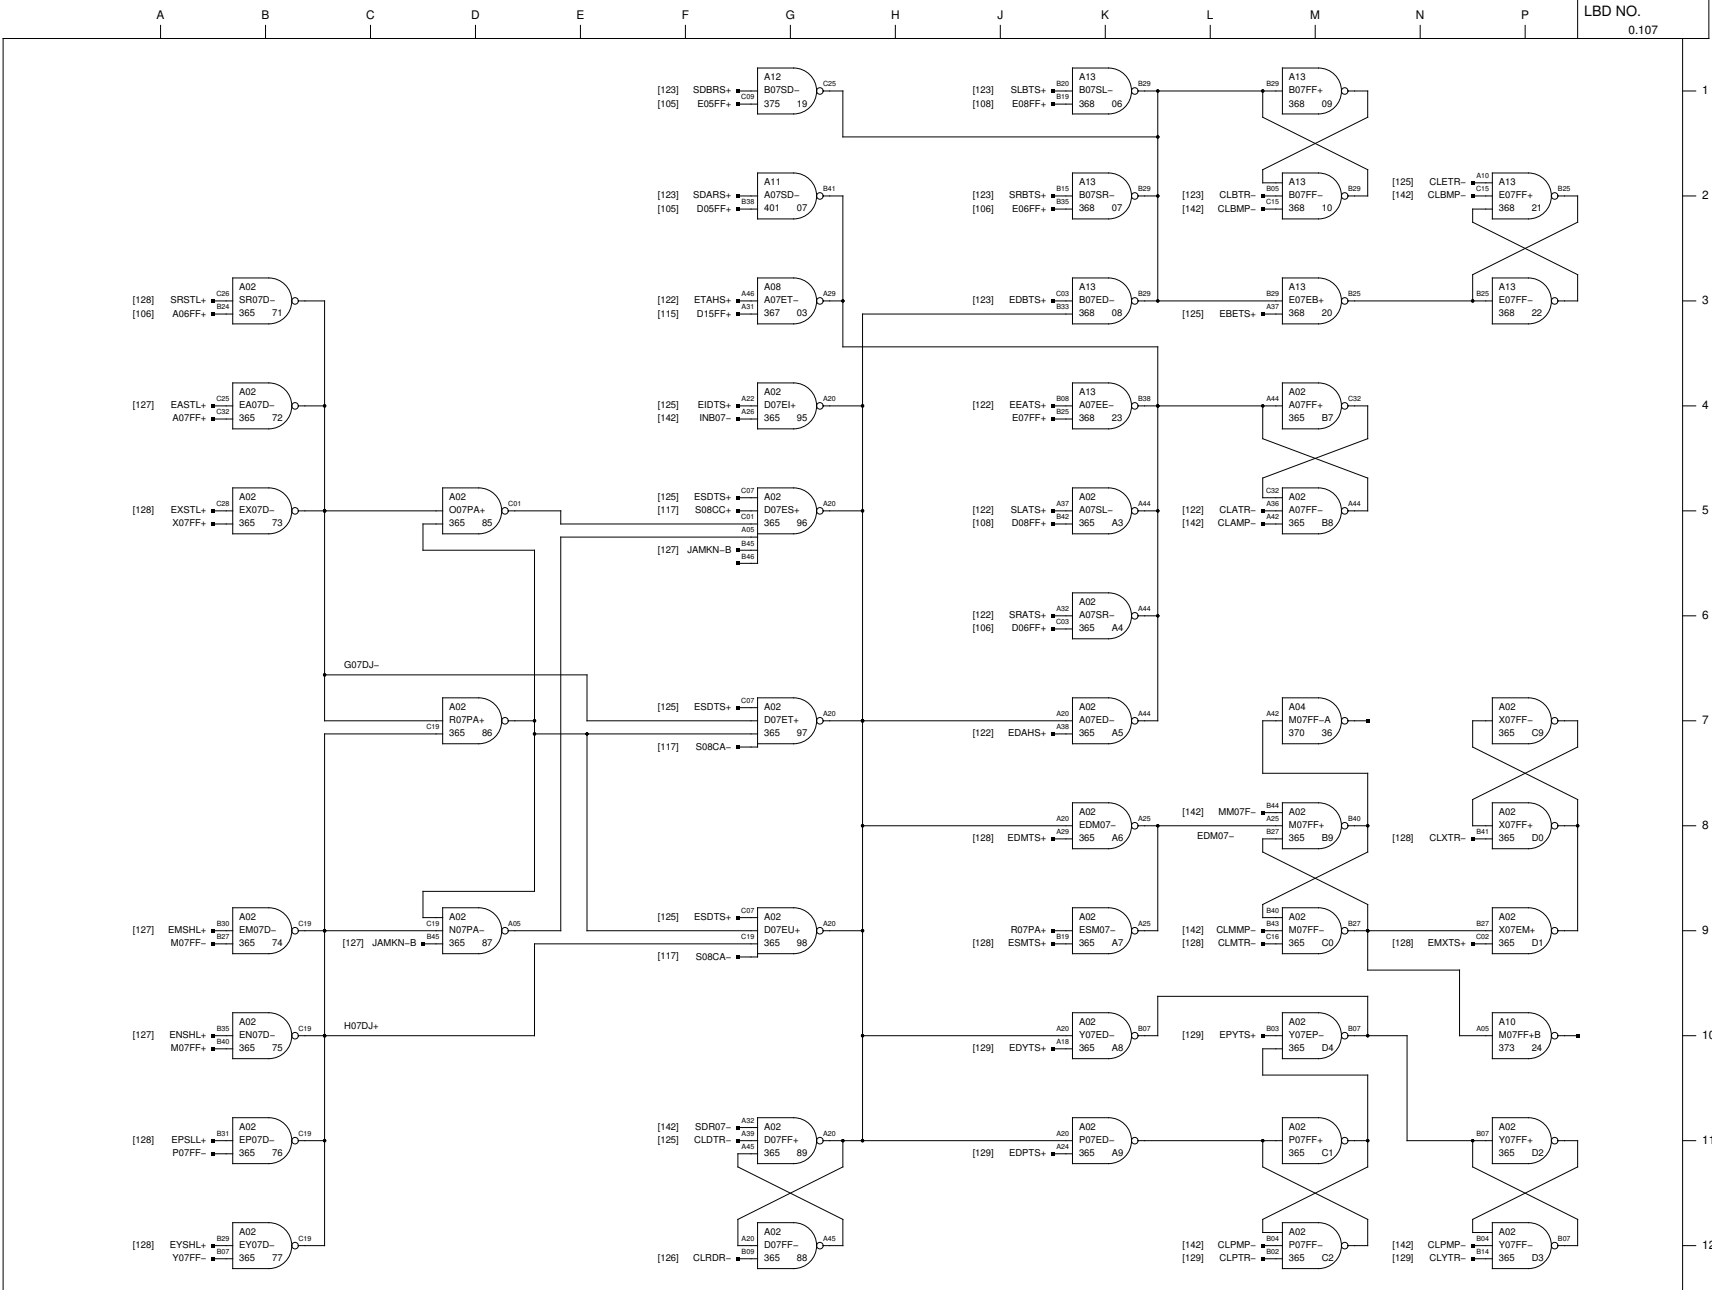 A B C D E F G H J K L M N P
LBD NO.
0.107
[123] SDBRS+
[105] E05FF+ C09
A12
B07SD−
375 19
C25
[123] SLBTS+ B20
[108] E08FF+ B19
A13
B07SL−
368 06
B29
B29
A13
B07FF+
368 09
1
[123] SDARS+
[105] D05FF+ B38
A11
A07SD−
401 07
B41
[123] SRBTS+ B15
[106] E06FF+ B35
A13
B07SR−
368 07
B29
[123] CLBTR− B05
[142] CLBMP− C15
A13
B07FF−
368 10
B29
[125] CLETR− A10
[142] CLBMP− C15
A13
E07FF+
368 21
B25
2
[128] SRSTL+ C26
[106] A06FF+ B24
A02
SR07D−
365 71
[122] ETAHS+ A46
[115] D15FF+ A31
A08
A07ET−
367 03
A29
[123] EDBTS+ C03
B33
A13
B07ED−
368 08
B29
B29
[125] EBETS+ A37
A13
E07EB+
368 20
B25
B25
A13
E07FF−
368 22
3
[127] EASTL+ C25
A07FF+ C32
A02
EA07D−
365 72
[125] EIDTS+ A22
[142] INB07− A26
A02
D07EI+
365 95
A20
[122] EEATS+ B08
E07FF+ B25
A13
A07EE−
368 23
B38
A44
A02
A07FF+
365 B7
C32
4
[128] EXSTL+ C28
X07FF+
A02
EX07D−
365 73
A02
O07PA+
365 85
C01
[125] ESDTS+ C07
[117] S08CC+
C01
A05
[127] JAMKN−B B45
B46
A02
D07ES+
365 96
A20
[122] SLATS+ A37
[123] D08FF+ B42
A02
A07SL−
365 A3
A44
C32
[122] CLATR− A36
[142] CLAMP− A42
A02
A07FF−
365 B8
A44
5
[122] SRATS+ A32
[106] D06FF+ C03
A02
A07SR−
365 A4
A44
6
G07DJ−
C19
A02
R07PA+
365 86
[125] ESDTS+ C07
[117] S08CA−
A02
D07ET+
365 97
A20
A20
[122] EDAHS+ A38
A02
A07ED−
365 A5
A44
A42
A04
M07FF−A
370 36
A02
X07FF−
365 C9
7
A20
[128] EDMTS+ A29
A02
EDM07−
365 A6
A25
[142] MM07F− B44
A25
EDM07− B27
A02
M07FF+
365 B9
B40
[128] CLXTR− B41
A02
X07FF+
365 D0
8
[127] EMSHL+ B30
M07FF− B27
A02
EM07D−
365 74
C19
C19
[127] JAMKN−B B45
A02
N07PA−
365 87
A05
[125] ESDTS+ C07
C19
[117] S08CA−
A02
D07EU+
365 98
A20
R07PA+
[128] ESMTS+ B19
A02
ESM07−
365 A7
A25
B40
[142] CLMMP− B43
[128] CLMTR− C16
A02
M07FF−
365 C0
B27
B27
[128] EMXTS+ C02
A02
X07EM+
365 D1
9
[127] ENSHL+ B35
M07FF+ B40
A02
EN07D−
365 75
C19
H07DJ+
A20
[129] EDYTS+ A18
A02
Y07ED−
365 A8
B07
[129] EPYTS+ B03
A02
Y07EP−
365 D4
B07
A05
A10
M07FF+B
373 24
10
[128] EPSLL+ B31
P07FF−
A02
EP07D−
365 76
C19
[142] SDR07− A32
[125] CLDTR− A39
A45
A02
D07FF+
365 89
A20
A20
[129] EDPTS+ A24
A02
P07ED−
365 A9
A02
P07FF+
365 C1
B07
A02
Y07FF+
365 D2
11
[128] EYSHL+ B29
Y07FF− B07
A02
EY07D−
365 77
C19
A20
[126] CLRDR− B09
A02
D07FF−
365 88
A45
[142] CLPMP− B04
[129] CLPTR− B02
A02
P07FF−
365 C2
[142] CLPMP− B04
[129] CLYTR− B14
A02
Y07FF−
365 D3
B07
12